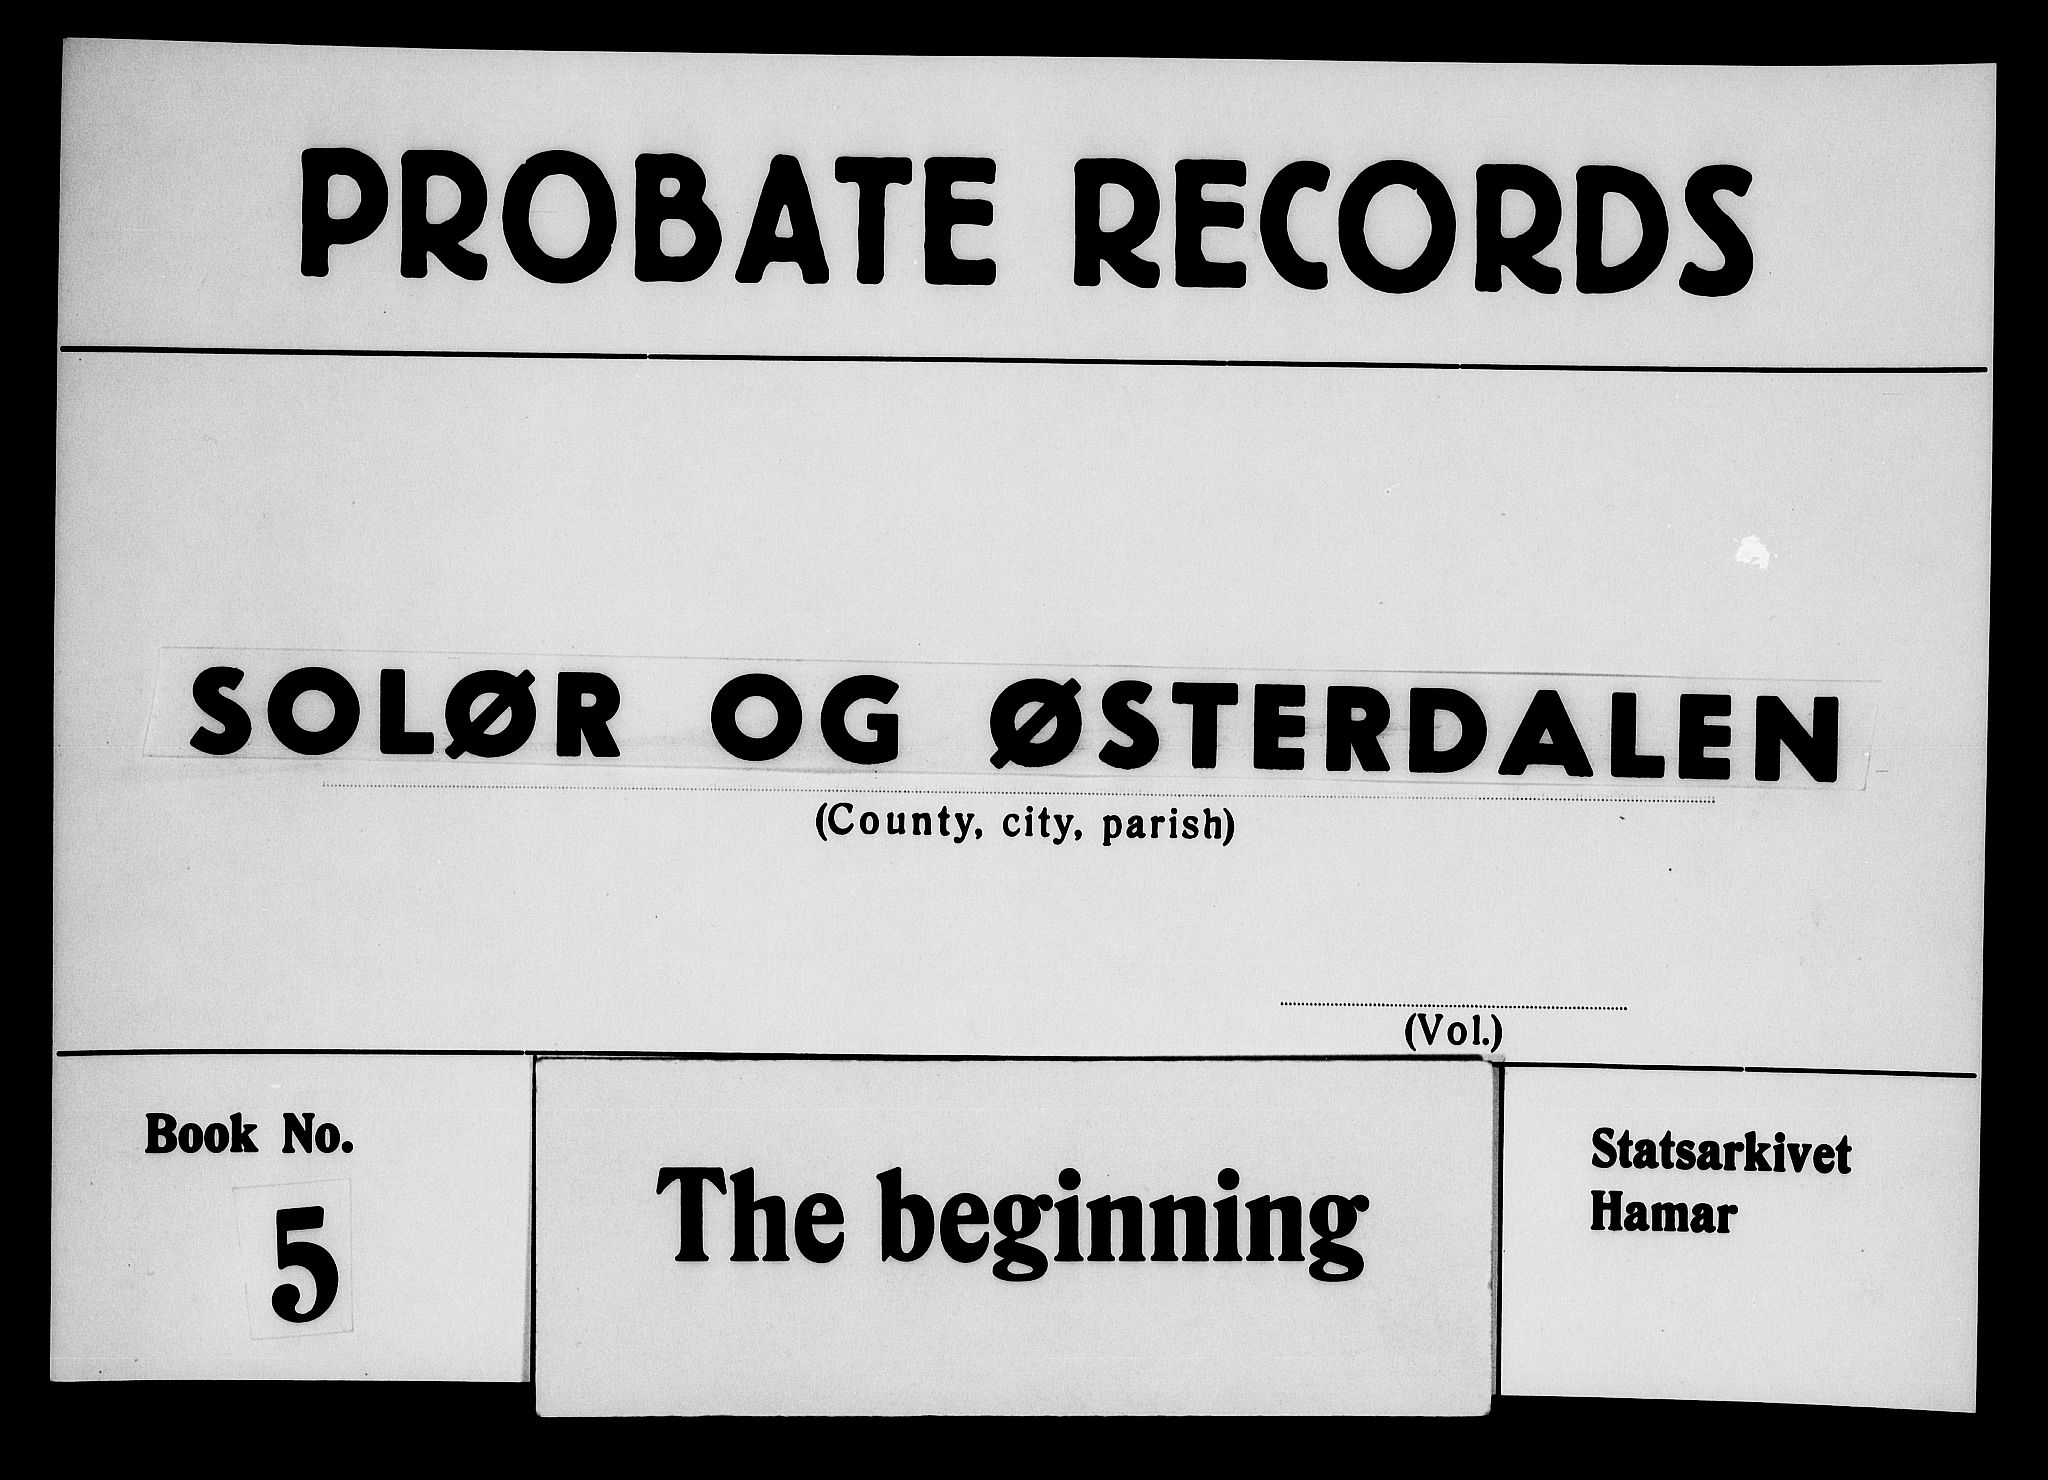 PROBATE RECORDS
SOLØR OG ØSTERDALEN
(County, city, parish)
(Vol.)
Book No.
5
The beginning
Statsarkivet
Hamar